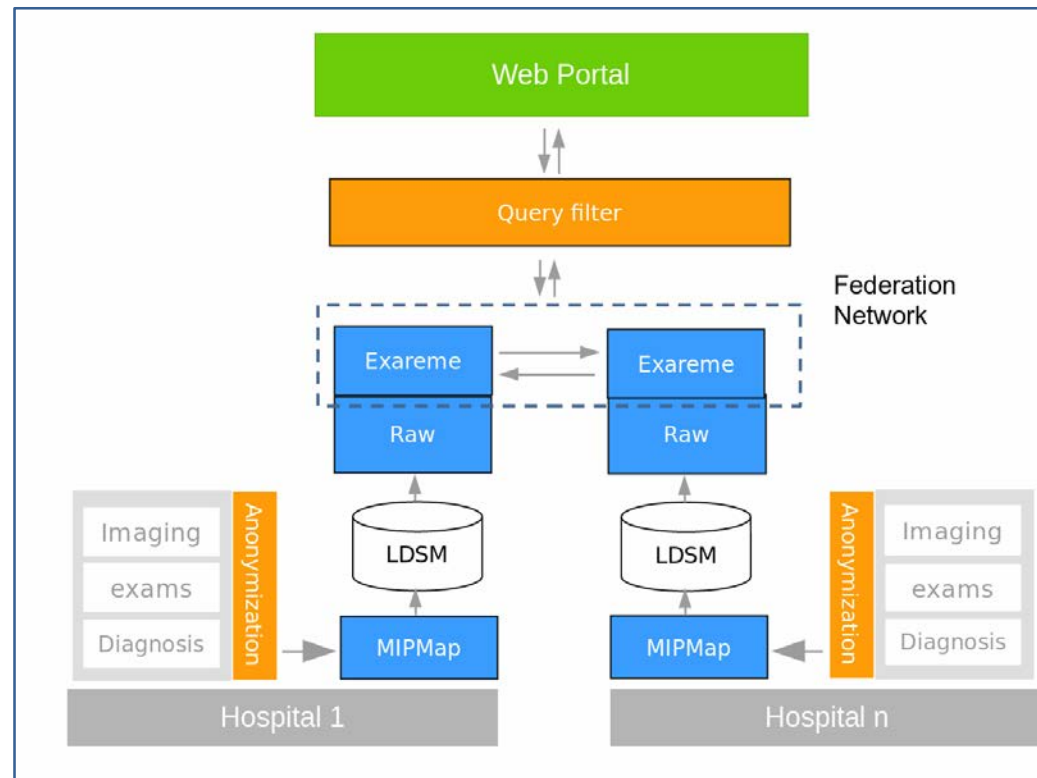 Web Portal
Query filter
Federation
Network
Exareme
Exareme
Raw
Raw
Imaging
exams
Diagnosis
Anonymization
LDSM
MIPMap
LDSM
MIPMap
Anonymization
Imaging
exams
Diagnosis
Hospital 1
Hospital n